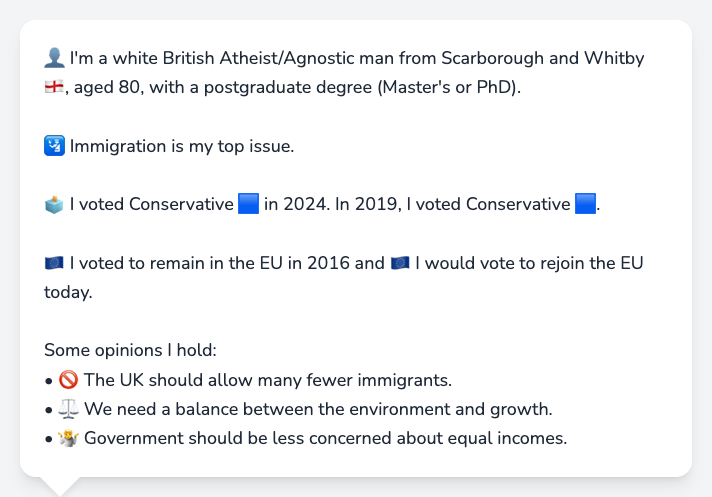 👤 I'm a white British Atheist/Agnostic man from Scarborough and Whitby
🏴󠁧󠁢󠁥󠁮󠁧󠁿, aged 80, with a postgraduate degree (Master's or PhD).
🛂 Immigration is my top issue.
🗳️ I voted Conservative 🟦 in 2024. In 2019, I voted Conservative 🟦.
🇪🇺 I voted to remain in the EU in 2016 and 🇪🇺 I would vote to rejoin the EU
today.
Some opinions I hold:
• 🚫 The UK should allow many fewer immigrants.
• ⚖️ We need a balance between the environment and growth.
• 🤷 Government should be less concerned about equal incomes.